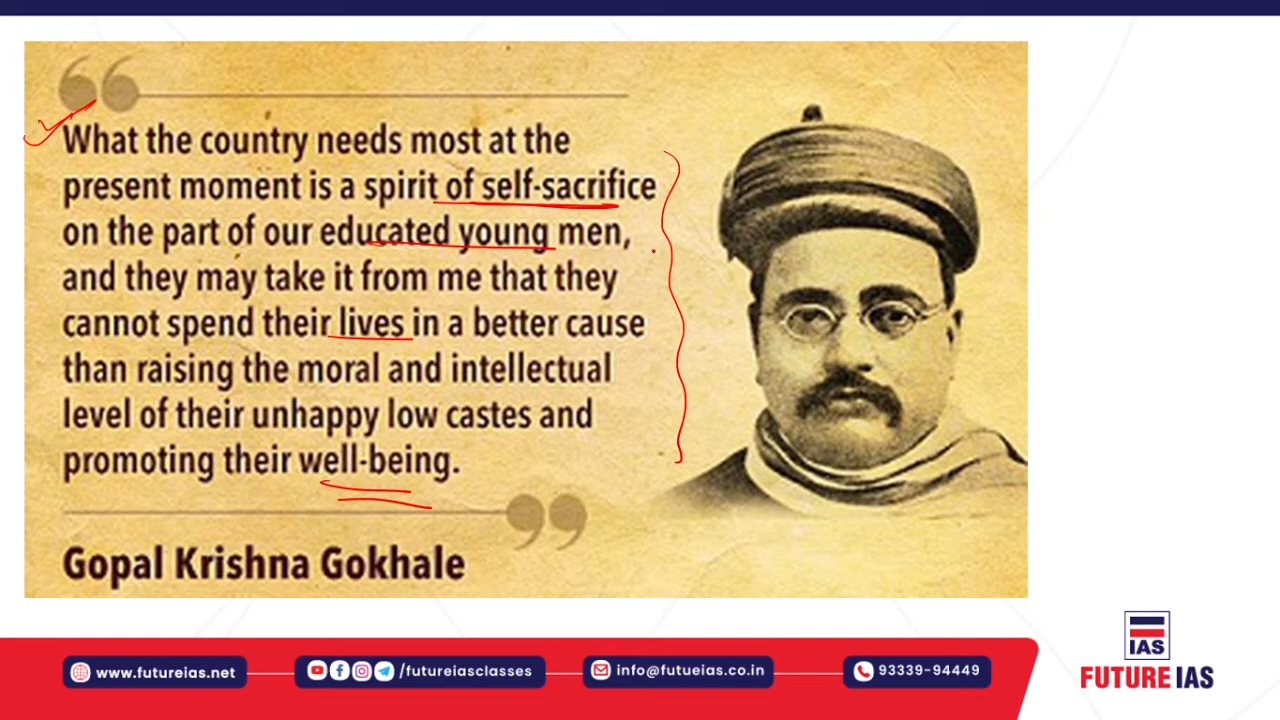 What the country needs most at the
present moment is a spirit of self-sacrifice
on the part of our educated young men,
and they may take it from me that they
cannot spend their lives in a better cause
than raising the moral and intellectual
level of their unhappy low castes and
promoting their well-being.
Gopal Krishna Gokhale
www.futureias.net
/futureiasclasses
info@futueias.co.in
93339-94449
IAS
FUTURE IAS